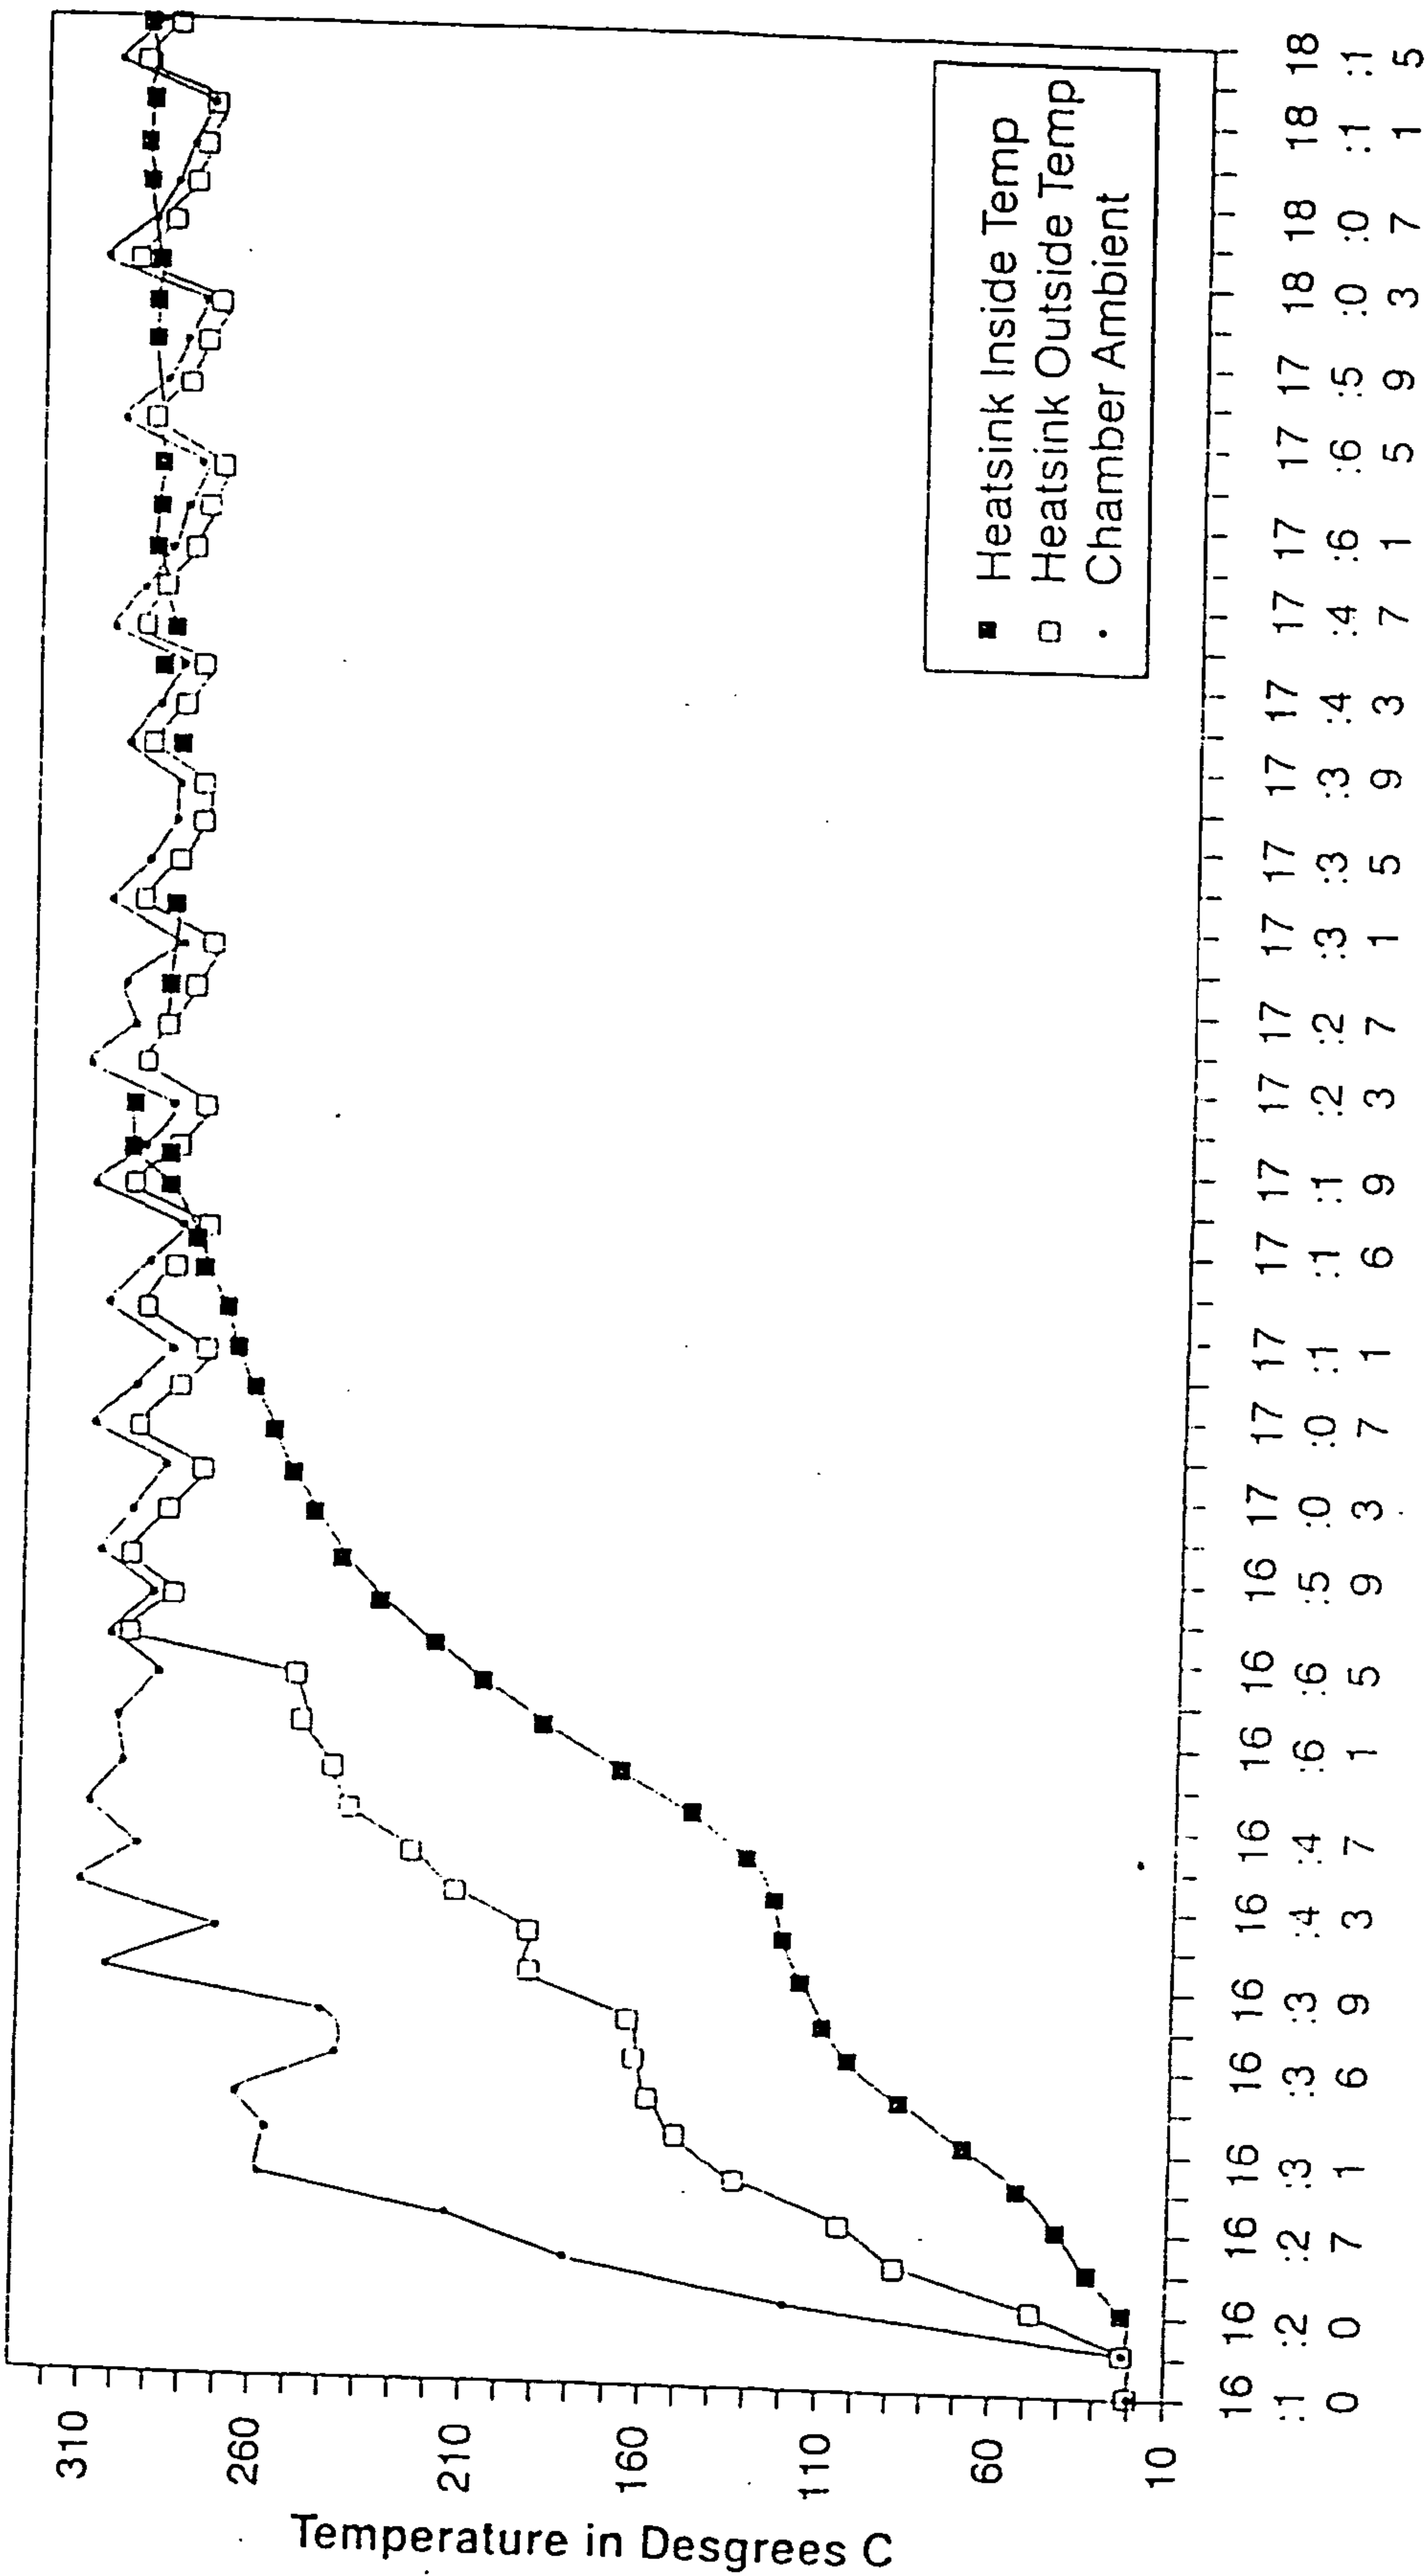 Temperature in Desgrees C
310
260
210
160
110
60
10
Heatsink Inside Temp
Heatsink Outside Temp
Chamber Ambient
16 16 16 16 16 16 16 16 16 16 16 17 17 17 17 17 17 17 17 17 17 17 17 17 17 17 18 18 18 18
:1 :2 :2 :3 :3 :3 :4 :4 :6 :6 :5 :0 :0 :1 :1 :1 :2 :2 :3 :3 :3 :4 :4 :6 :6 :5 :0 :0 :1 :1
0 0 7 1 6 9 3 7 1 5 9 3 7 1 6 9 3 7 1 5 9 3 7 1 5 9 3 7 1 5